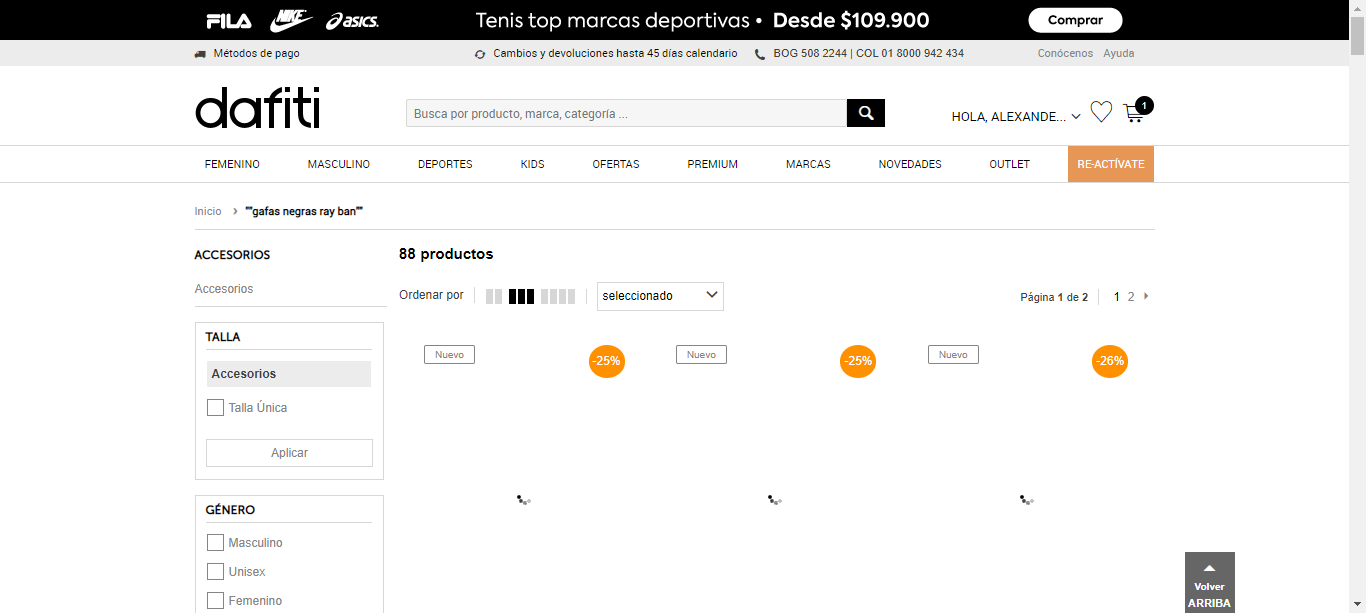 FILA NIKE asics. Tenis top marcas deportivas • Desde $109.900 Comprar
Métodos de pago Cambios y devoluciones hasta 45 días calendario BOG 508 2244 | COL 01 8000 942 434 Conócenos Ayuda
dafiti Busca por producto, marca, categoría ... HOLA, ALEXANDE... 1
FEMENINO MASCULINO DEPORTES KIDS OFERTAS PREMIUM MARCAS NOVEDADES OUTLET RE-ACTÍVATE
Inicio > ""gafas negras ray ban""
ACCESORIOS
Accesorios
TALLA
Accesorios
Talla Única
Aplicar
GÉNERO
Masculino
Unisex
Femenino
88 productos
Ordenar por seleccionado Página 1 de 2 1 2
Nuevo -25% Nuevo -25% Nuevo -26%
Volver
ARRIBA